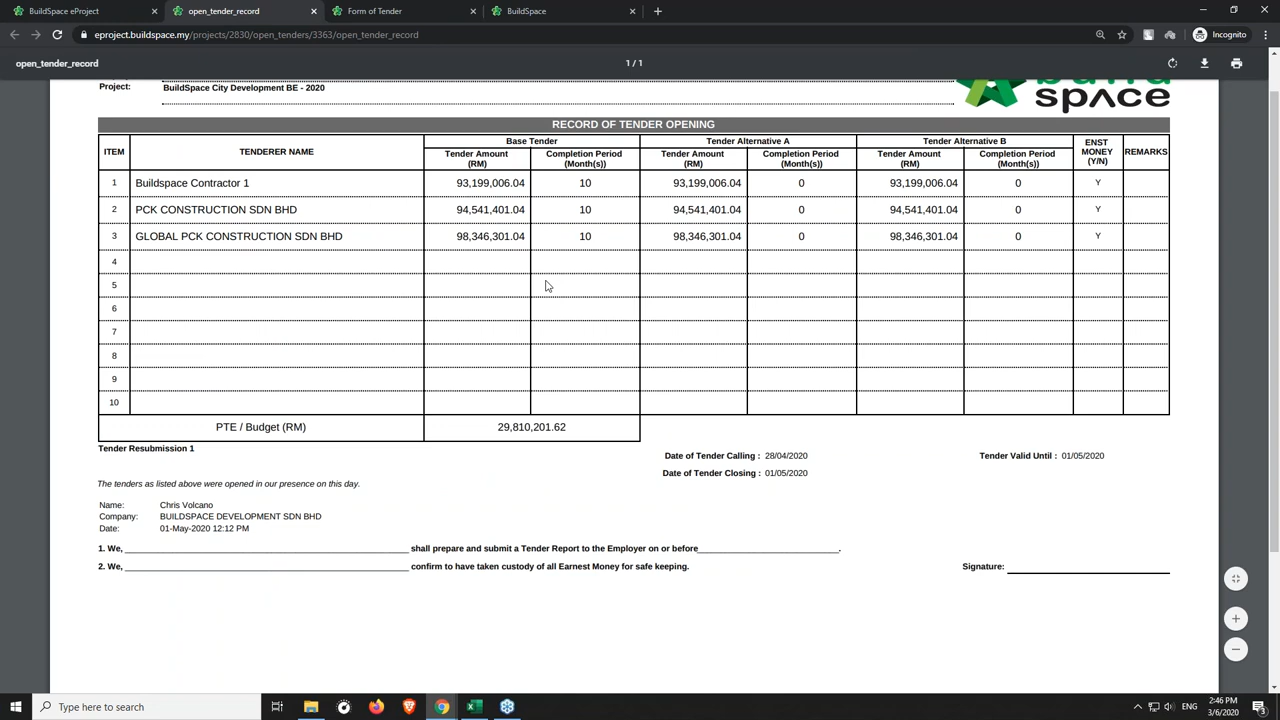 BuildSpace eProject
open_tender_record
Form of Tender
BuildSpace
eproject.buildspace.my/projects/2830/open_tenders/3363/open_tender_record
Incognito
open_tender_record
1 / 1
Project: BuildSpace City Development BE - 2020
build
space
RECORD OF TENDER OPENING
ITEM TENDERER NAME Base Tender Tender Alternative A Tender Alternative B ENST MONEY (Y/N) REMARKS
Tender Amount (RM) Completion Period (Month(s)) Tender Amount (RM) Completion Period (Month(s)) Tender Amount (RM) Completion Period (Month(s))
1 Buildspace Contractor 1 93,199,006.04 10 93,199,006.04 0 93,199,006.04 0 Y
2 PCK CONSTRUCTION SDN BHD 94,541,401.04 10 94,541,401.04 0 94,541,401.04 0 Y
3 GLOBAL PCK CONSTRUCTION SDN BHD 98,346,301.04 10 98,346,301.04 0 98,346,301.04 0 Y
4
5
6
7
8
9
10
PTE / Budget (RM) 29,810,201.62
Tender Resubmission 1
Date of Tender Calling : 28/04/2020 Tender Valid Until : 01/05/2020
Date of Tender Closing : 01/05/2020
The tenders as listed above were opened in our presence on this day.
Name: Chris Volcano
Company: BUILDSPACE DEVELOPMENT SDN BHD
Date: 01-May-2020 12:12 PM
1. We, ______ shall prepare and submit a Tender Report to the Employer on or before______.
2. We, ______ confirm to have taken custody of all Earnest Money for safe keeping. Signature: ______
Type here to search
ENG
2:46 PM
3/6/2020